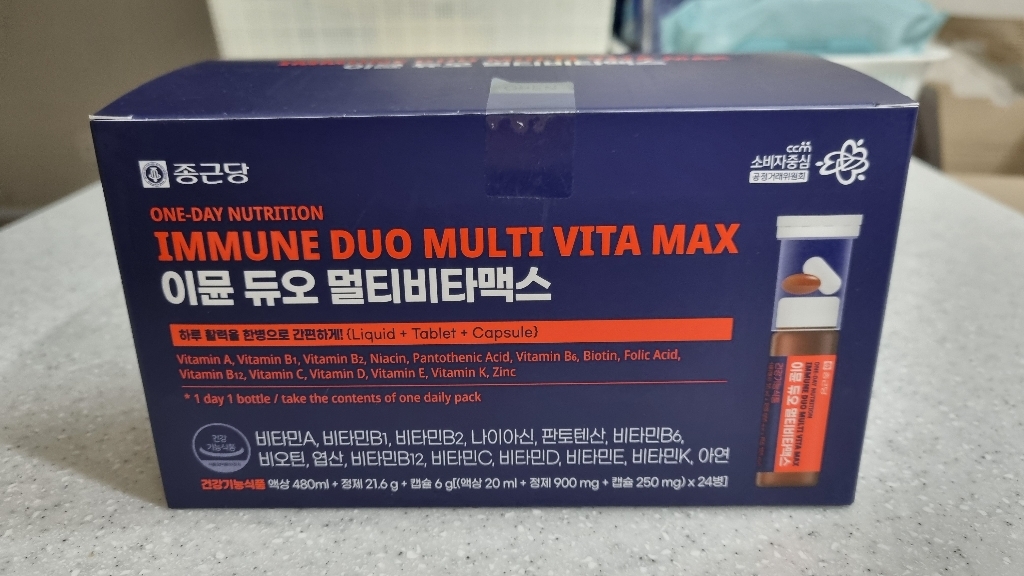 종근당
ccm
소비자중심
공정거래위원회
ONE-DAY NUTRITION
IMMUNE DUO MULTI VITA MAX
이뮨 듀오 멀티비타맥스
하루 활력을 한병으로 간편하게! (Liquid + Tablet + Capsule)
Vitamin A, Vitamin B₁, Vitamin B₂, Niacin, Pantothenic Acid, Vitamin B₆, Biotin, Folic Acid,
Vitamin B₁₂, Vitamin C, Vitamin D, Vitamin E, Vitamin K, Zinc
* 1 day 1 bottle / take the contents of one daily pack
건강
기능식품
비타민A, 비타민B1, 비타민B2, 나이아신, 판토텐산, 비타민B6,
비오틴, 엽산, 비타민B12, 비타민C, 비타민D, 비타민E, 비타민K, 아연
건강기능식품 액상 480ml + 정제 21.6 g + 캡슐 6 g[(액상 20 ml + 정제 900 mg + 캡슐 250 mg) x 24병]
ONE-DAY NUTRITION
IMMUNE DUO MULTI VITA MAX
이뮨 듀오 멀티비타맥스